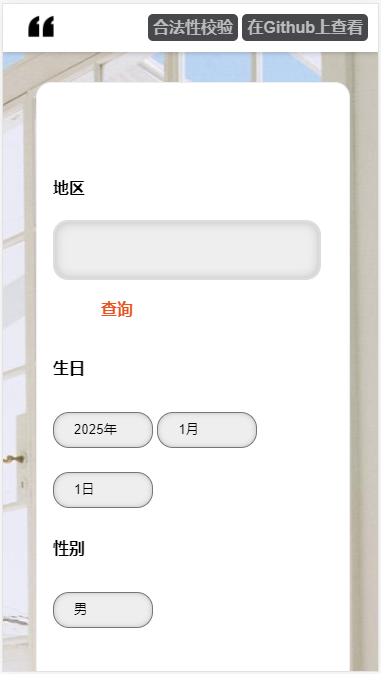 合法性校验 在Github上查看
地区
查询
生日
2025年 1月
1日
性别
男